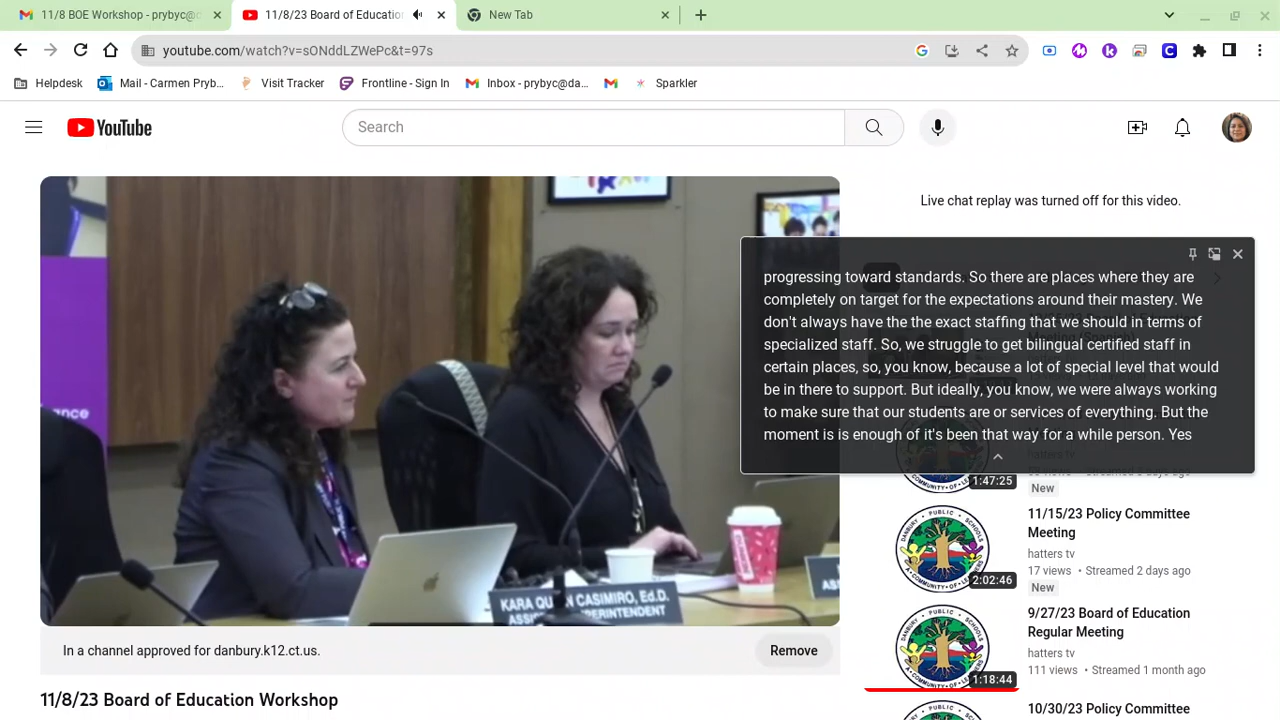 11/8 BOE Workshop - prybyc@d
11/8/23 Board of Education
New Tab
youtube.com/watch?v=sONddLZWePc&t=97s
Helpdesk
Mail - Carmen Pryb...
Visit Tracker
Frontline - Sign In
Inbox - prybyc@da...
Sparkler
YouTube
Search
Live chat replay was turned off for this video.
progressing toward standards. So there are places where they are
completely on target for the expectations around their mastery. We
don't always have the the exact staffing that we should in terms of
specialized staff. So, we struggle to get bilingual certified staff in
certain places, so, you know, because a lot of special level that would
be in there to support. But ideally, you know, we were always working
to make sure that our students are or services of everything. But the
moment is is enough of it's been that way for a while person. Yes
1:47:25
New
11/15/23 Policy Committee
Meeting
hatters tv
17 views • Streamed 2 days ago
New
2:02:46
9/27/23 Board of Education
Regular Meeting
hatters tv
111 views • Streamed 1 month ago
1:18:44
10/30/23 Policy Committee
KARA QUINN CASIMIRO, Ed.D.
In a channel approved for danbury.k12.ct.us.
Remove
11/8/23 Board of Education Workshop